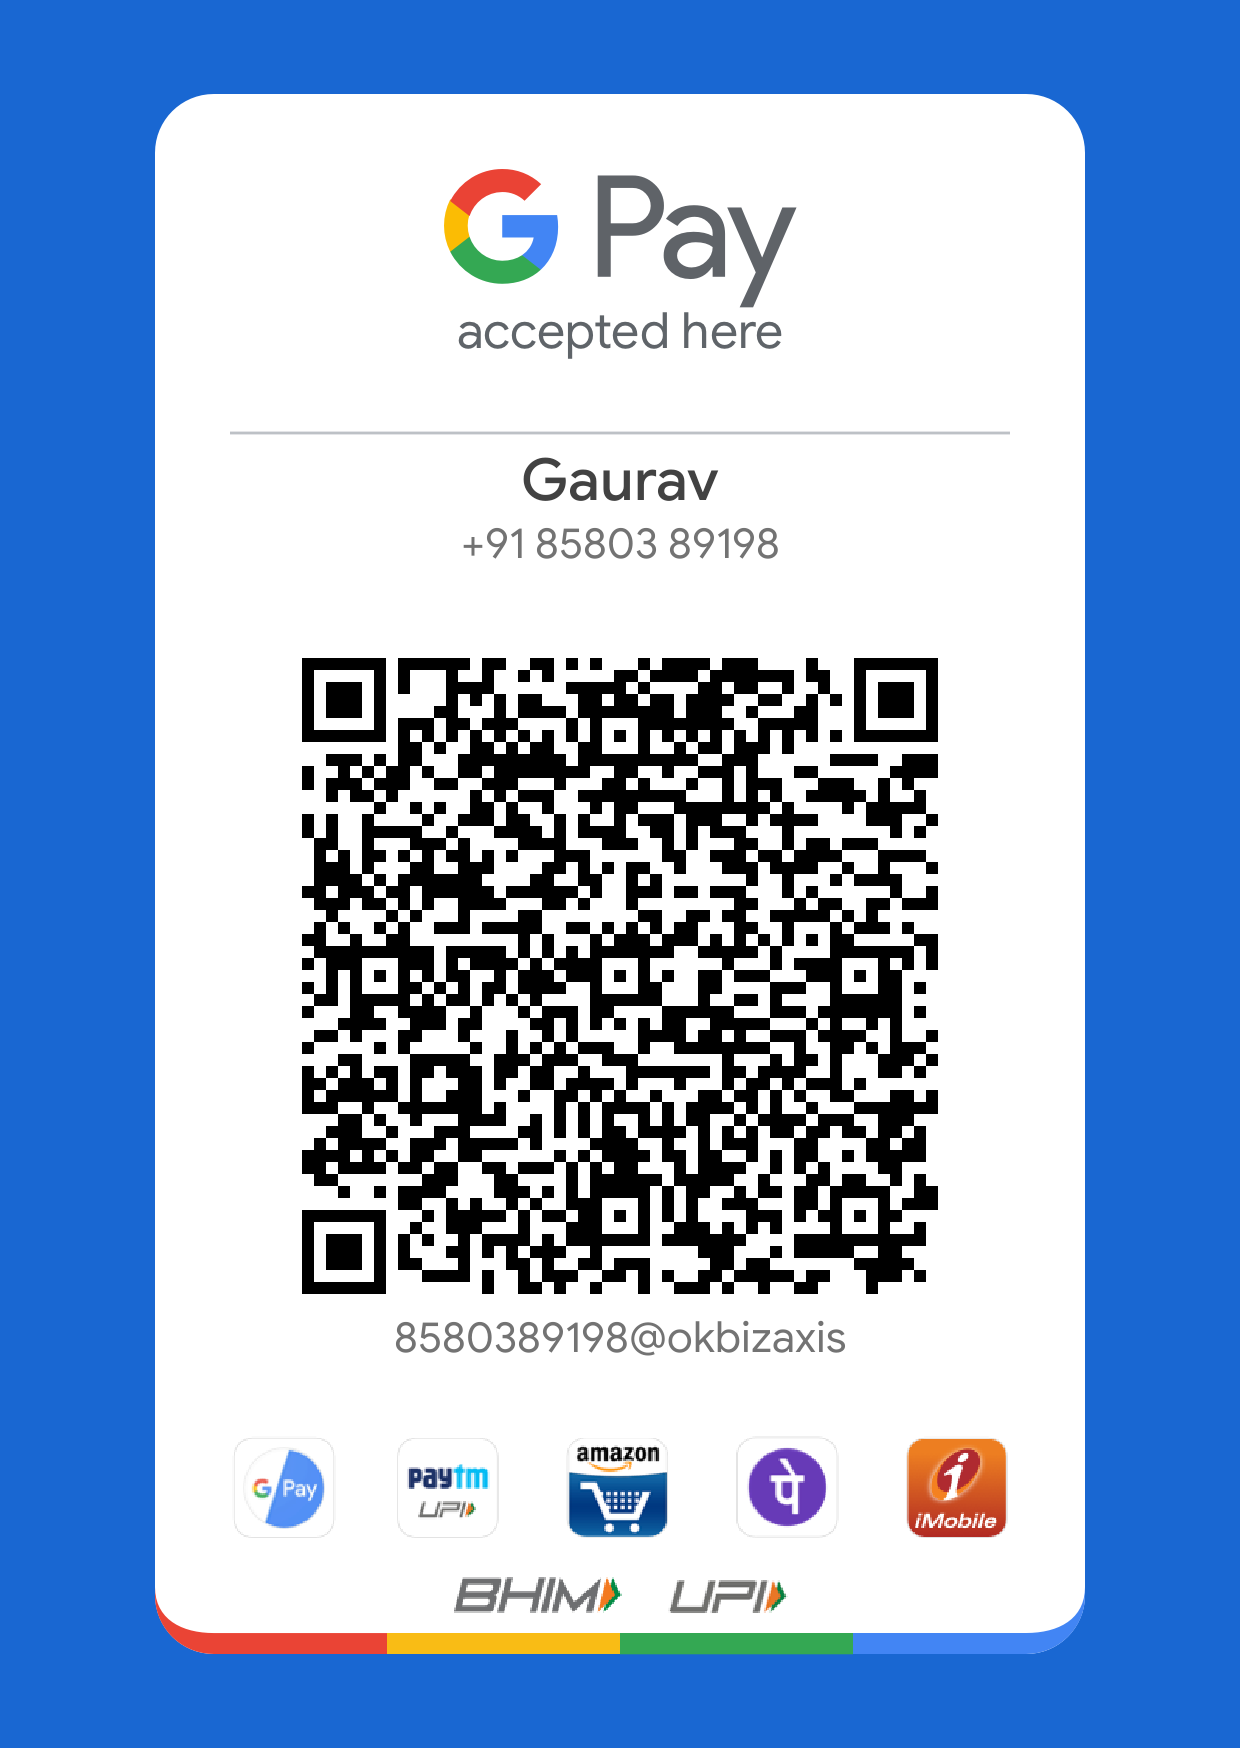 G Pay
accepted here
Gaurav
+91 85803 89198
8580389198@okbizaxis
G Pay
paytm
UPI
amazon
पे
i
iMobile
BHIM UPI